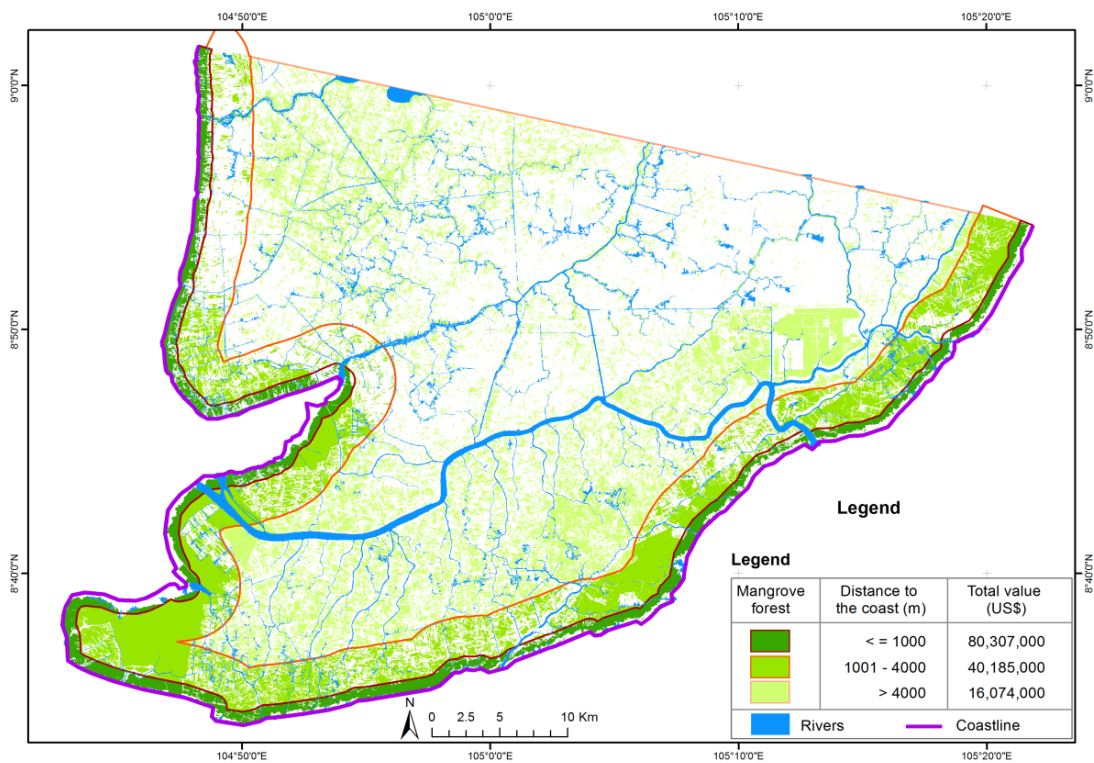 104°50'0"E 105°0'0"E 105°10'0"E 105°20'0"E
9°0'0"N 9°0'0"N
8°50'0"N 8°50'0"N
8°40'0"N 8°40'0"N
Legend
Legend
Mangrove forest Distance to the coast (m) Total value (US$)
< = 1000 80,307,000
1001 - 4000 40,185,000
> 4000 16,074,000
Rivers Coastline
N
0 2.5 5 10 Km
104°50'0"E 105°0'0"E 105°10'0"E 105°20'0"E